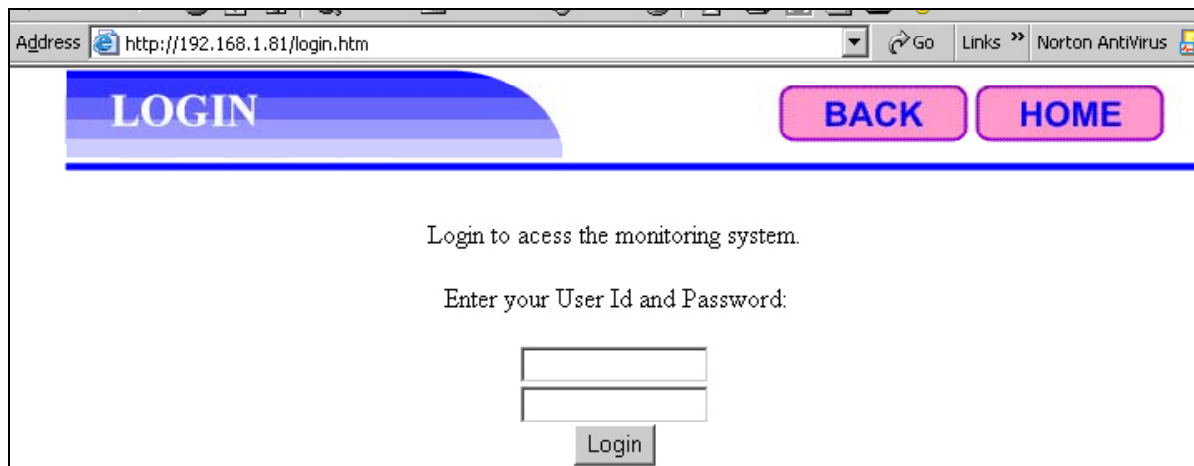 Address http://192.168.1.81/login.htm Go Links » Norton AntiVirus
LOGIN BACK HOME
Login to acess the monitoring system.
Enter your User Id and Password:
Login